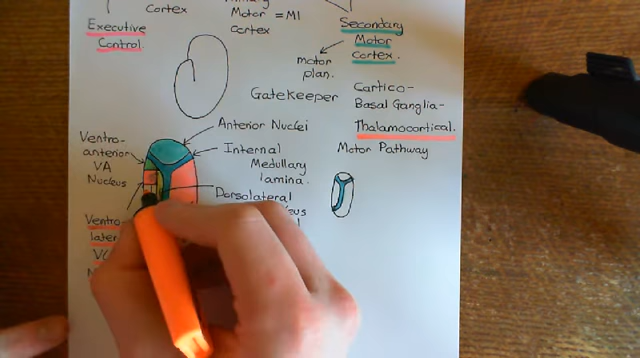 Cortex
Motor = M1
Cortex
Executive
Control.
Secondary
Motor
Cortex.
Motor
plan.
Gatekeeper
Cortico-
Basal Ganglia-
Thalamocortical.
Motor Pathway
Anterior Nuclei
Ventro-
anterior
VA
Nucleus
Internal
Medullary
lamina.
Dorsolateral
Ventro